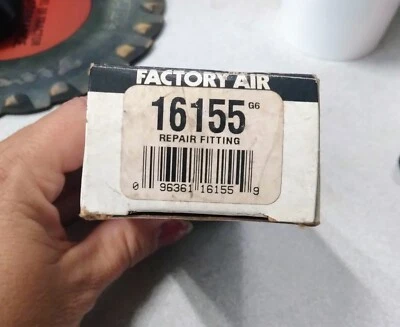 FACTORY AIR
16155 G6
REPAIR FITTING
0 96361 16155 9